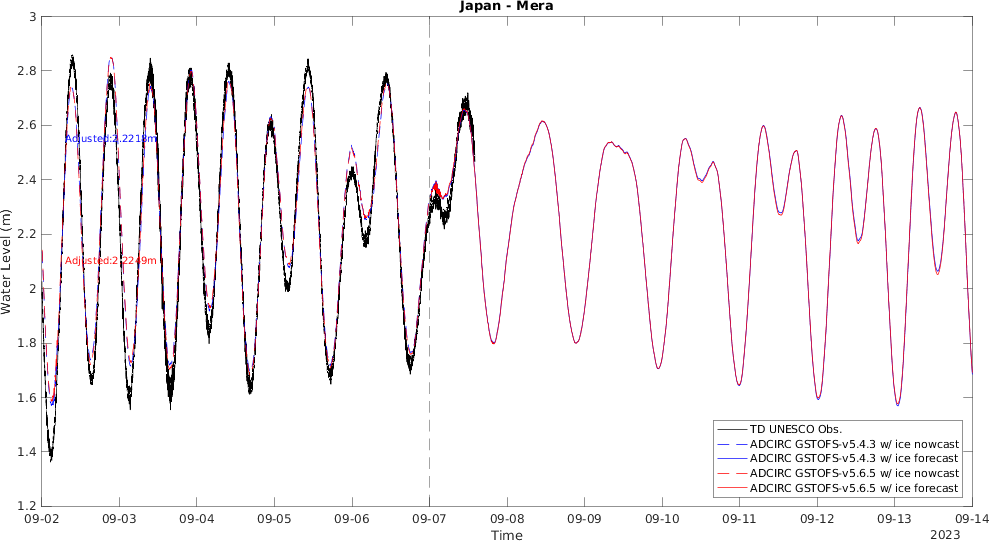 Japan - Mera
3
2.8
2.6
2.4
2.2
2
1.8
1.6
1.4
1.2
Water Level (m)
Adjusted:2.2218m
Adjusted:2.2249m
TD UNESCO Obs.
ADCIRC GSTOFS-v5.4.3 w/ ice nowcast
ADCIRC GSTOFS-v5.4.3 w/ ice forecast
ADCIRC GSTOFS-v5.6.5 w/ ice nowcast
ADCIRC GSTOFS-v5.6.5 w/ ice forecast
09-02 09-03 09-04 09-05 09-06 09-07 09-08 09-09 09-10 09-11 09-12 09-13 09-14
Time
2023